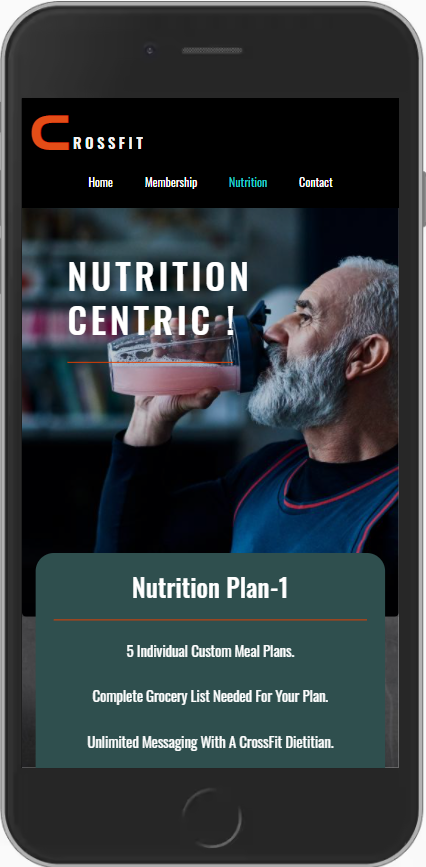 CROSSFIT
Home Membership Nutrition Contact
NUTRITION
CENTRIC !
Nutrition Plan-1
5 Individual Custom Meal Plans.
Complete Grocery List Needed For Your Plan.
Unlimited Messaging With A CrossFit Dietitian.